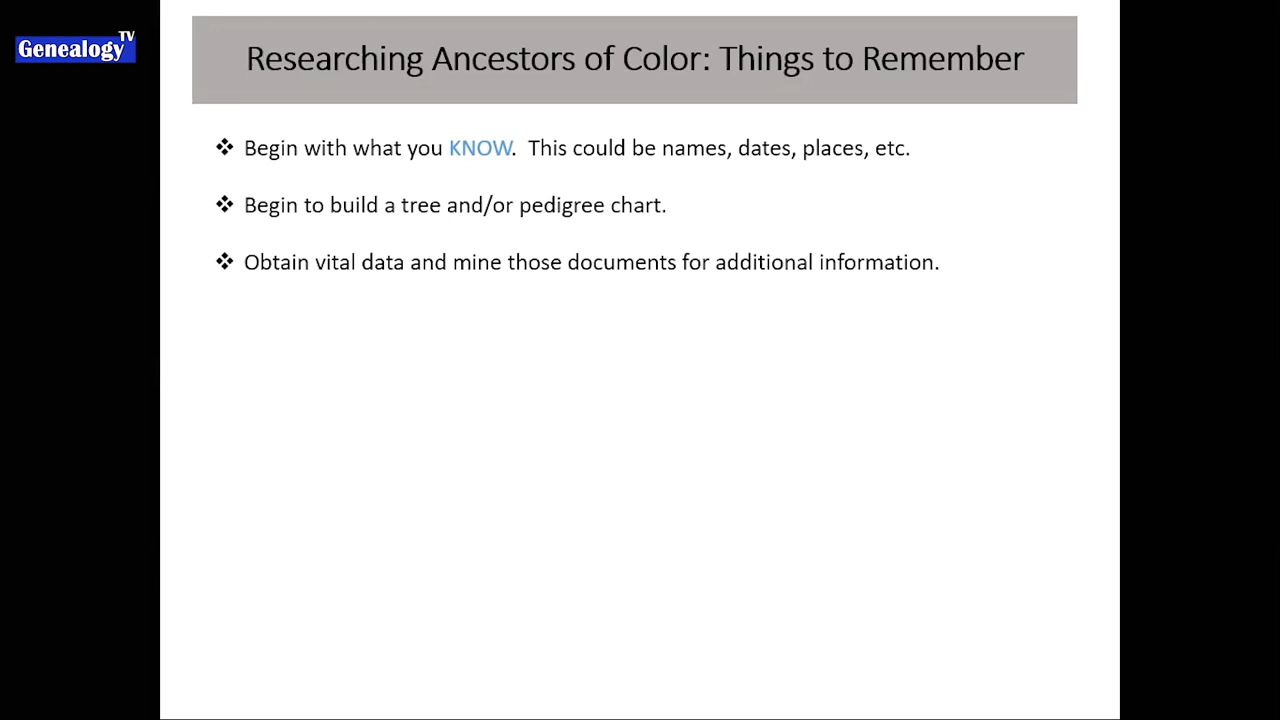 Genealogy TV
Researching Ancestors of Color: Things to Remember
❖ Begin with what you KNOW.  This could be names, dates, places, etc.
❖ Begin to build a tree and/or pedigree chart.
❖ Obtain vital data and mine those documents for additional information.